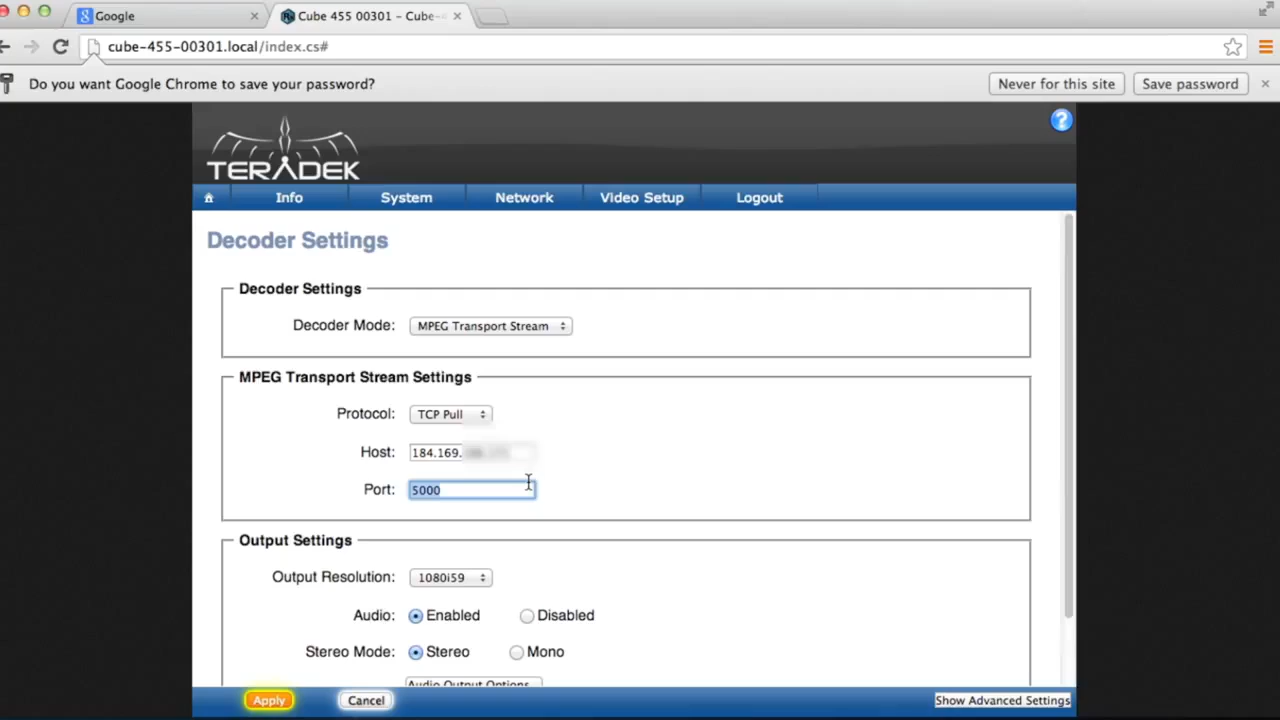 Google
Cube 455 00301 - Cube-
cube-455-00301.local/index.cs#
Do you want Google Chrome to save your password?
Never for this site
Save password
TERADEK
Info
System
Network
Video Setup
Logout
Decoder Settings
Decoder Settings
Decoder Mode: MPEG Transport Stream
MPEG Transport Stream Settings
Protocol: TCP Pull
Host: 184.169.
Port: 5000
Output Settings
Output Resolution: 1080i59
Audio: Enabled Disabled
Stereo Mode: Stereo Mono
Audio Output Options
Apply
Cancel
Show Advanced Settings